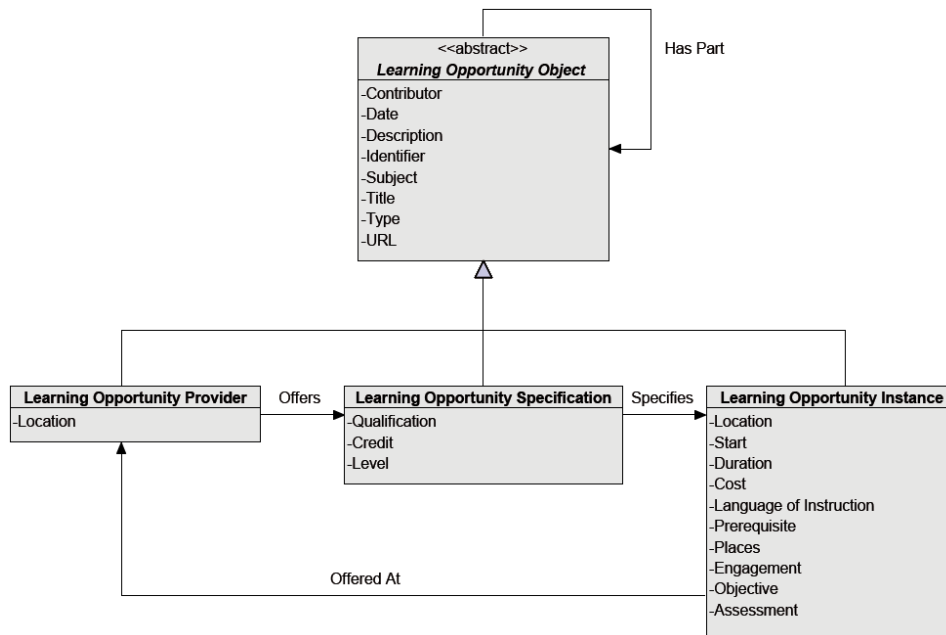 <<abstract>>
Learning Opportunity Object
-Contributor
-Date
-Description
-Identifier
-Subject
-Title
-Type
-URL
Has Part
Learning Opportunity Provider
-Location
Offers
Learning Opportunity Specification
-Qualification
-Credit
-Level
Specifies
Learning Opportunity Instance
-Location
-Start
-Duration
-Cost
-Language of Instruction
-Prerequisite
-Places
-Engagement
-Objective
-Assessment
Offered At